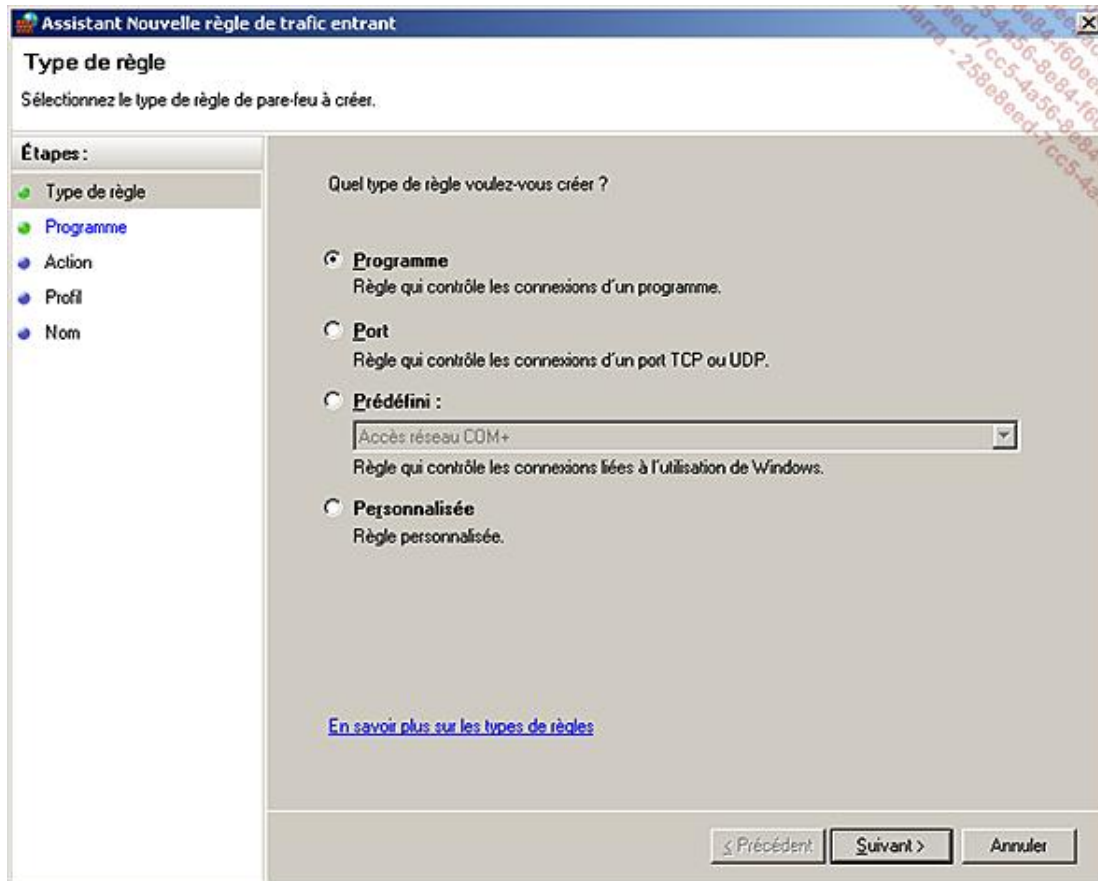 Assistant Nouvelle règle de trafic entrant
Type de règle
Sélectionnez le type de règle de pare-feu à créer.
Étapes :
Type de règle
Programme
Action
Profil
Nom
Quel type de règle voulez-vous créer ?
Programme
Règle qui contrôle les connexions d'un programme.
Port
Règle qui contrôle les connexions d'un port TCP ou UDP.
Prédéfini :
Accès réseau COM+
Règle qui contrôle les connexions liées à l'utilisation de Windows.
Personnalisée
Règle personnalisée.
En savoir plus sur les types de règles
< Précédent
Suivant >
Annuler